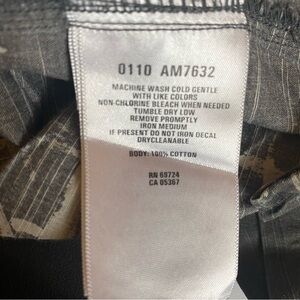 0110 AM7632
MACHINE WASH COLD GENTLE
WITH LIKE COLORS
NON-CHLORINE BLEACH WHEN NEEDED
TUMBLE DRY LOW
REMOVE PROMPTLY
IRON MEDIUM
IF PRESENT DO NOT IRON DECAL
DRYCLEANABLE
BODY: 100% COTTON
RN 69724
CA 05367